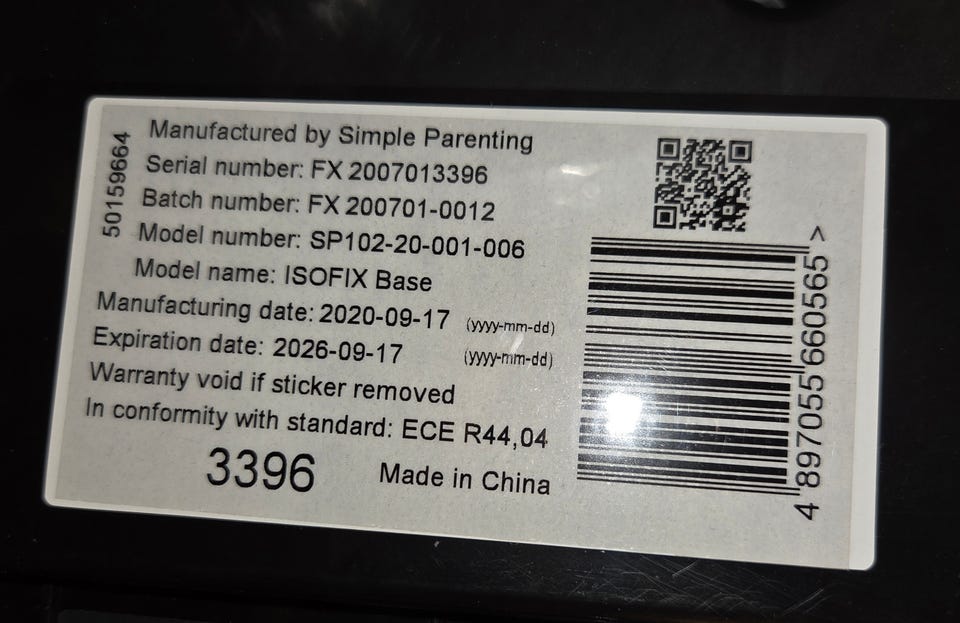 Manufactured by Simple Parenting
Serial number: FX 2007013396
Batch number: FX 200701-0012
Model number: SP102-20-001-006
Model name: ISOFIX Base
Manufacturing date: 2020-09-17 (yyyy-mm-dd)
Expiration date: 2026-09-17 (yyyy-mm-dd)
Warranty void if sticker removed
In conformity with standard: ECE R44,04
3396 Made in China
50159664
4 897055 660565 >